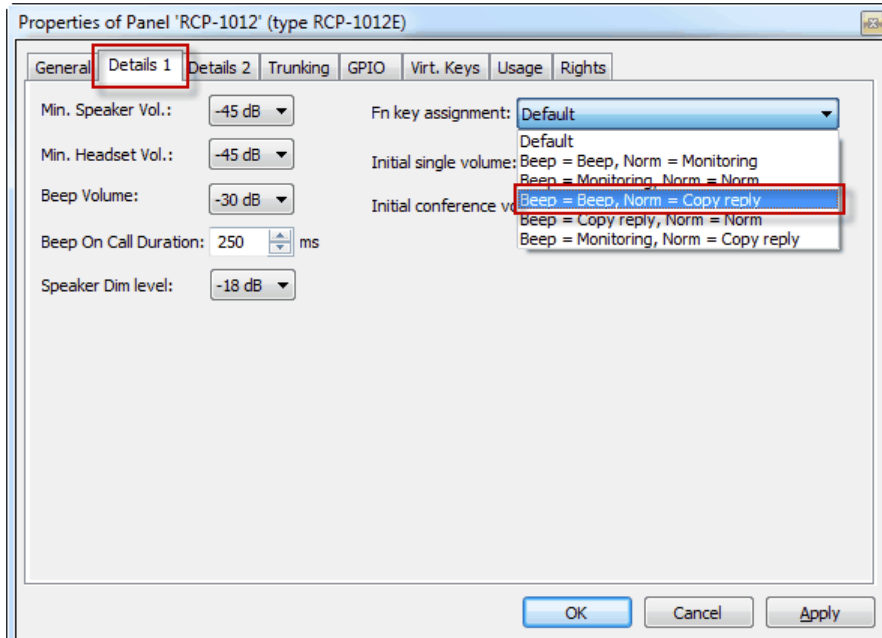 Properties of Panel 'RCP-1012' (type RCP-1012E)
General Details 1 Details 2 Trunking GPIO Virt. Keys Usage Rights
Min. Speaker Vol.: -45 dB Fn key assignment: Default
Default
Min. Headset Vol.: -45 dB Initial single volume: Beep = Beep, Norm = Monitoring
Beep = Monitoring, Norm = Norm
Beep Volume: -30 dB Initial conference vo Beep = Beep, Norm = Copy reply
Beep = Copy reply, Norm = Norm
Beep On Call Duration: 250 ms Beep = Monitoring, Norm = Copy reply
Speaker Dim level: -18 dB
OK Cancel Apply